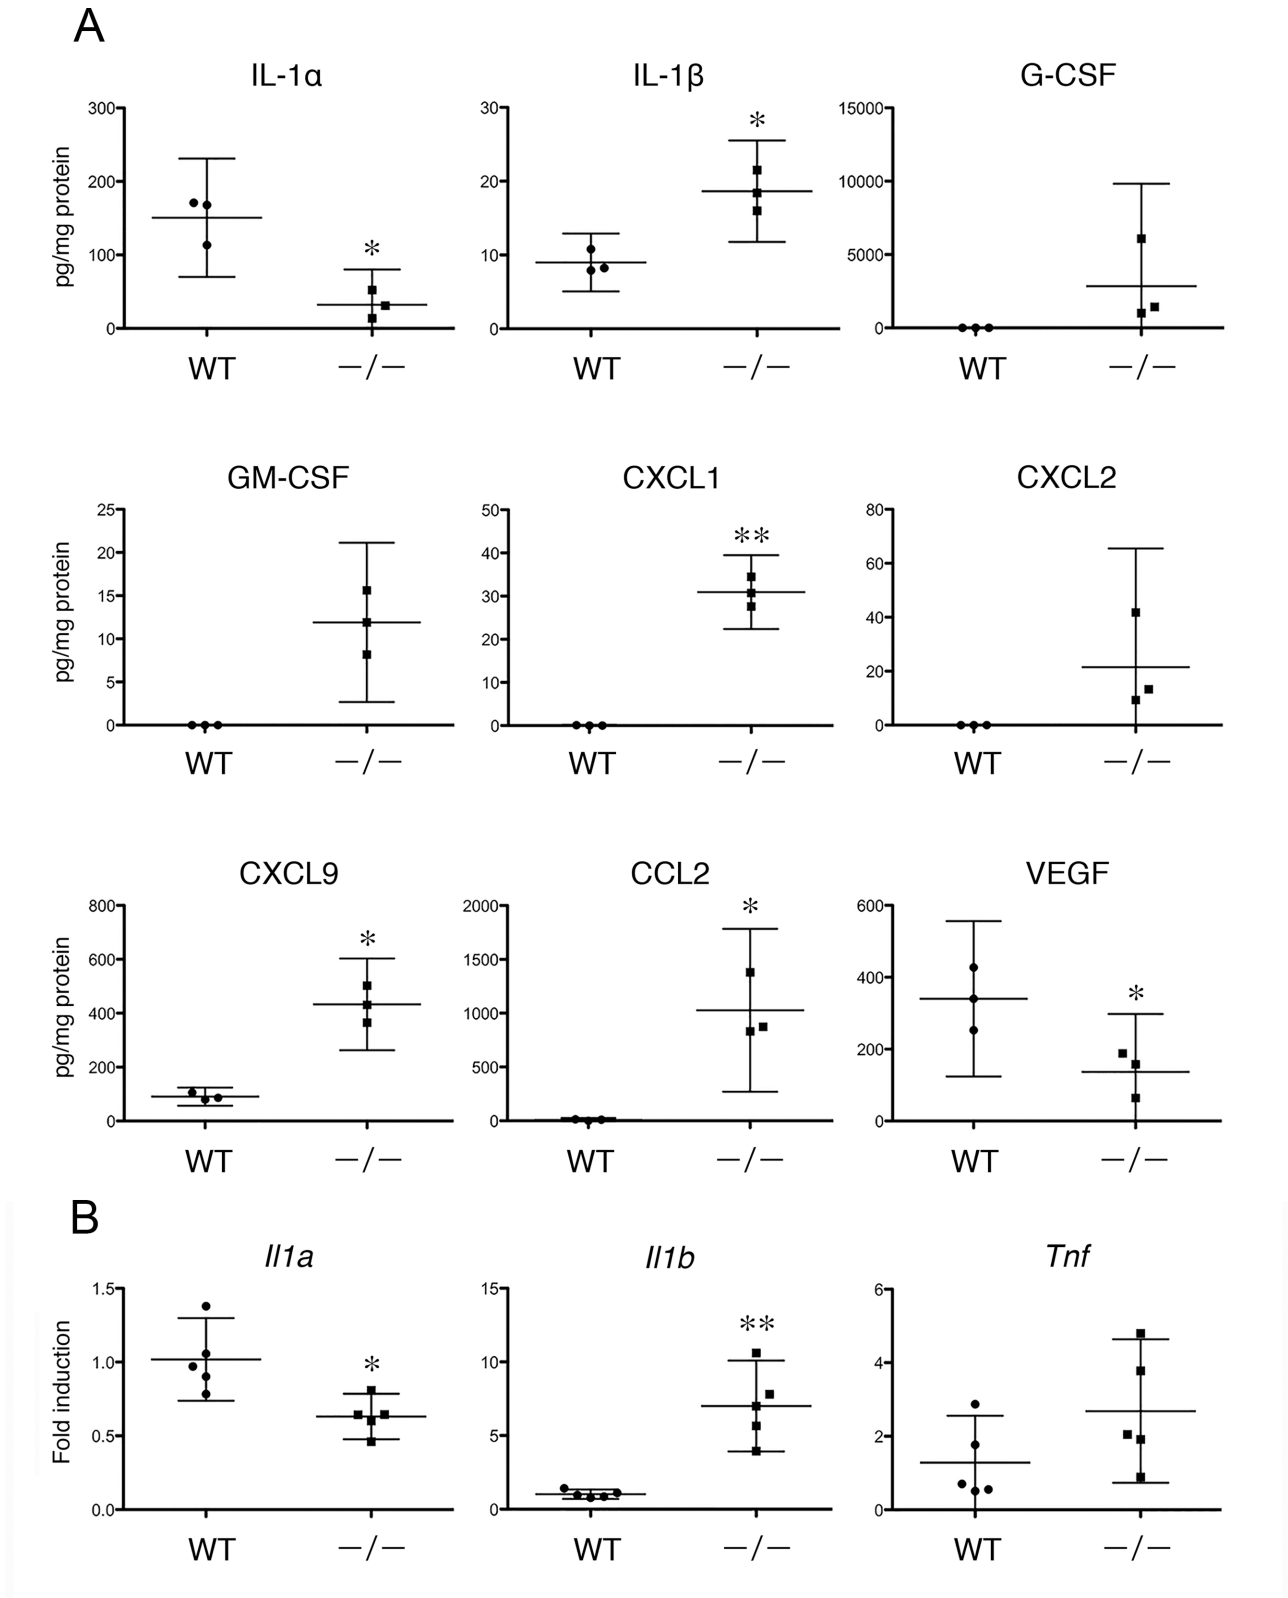 A
IL-1α
300
200
100
0
pg/mg protein
*
WT
−/−
IL-1β
30
20
10
0
*
WT
−/−
G-CSF
15000
10000
5000
0
WT
−/−
GM-CSF
25
20
15
10
5
0
pg/mg protein
WT
−/−
CXCL1
50
40
30
20
10
0
**
WT
−/−
CXCL2
80
60
40
20
0
WT
−/−
CXCL9
800
600
400
200
0
pg/mg protein
*
WT
−/−
CCL2
2000
1500
1000
500
0
*
WT
−/−
VEGF
600
400
200
0
*
WT
−/−
B
Il1a
1.5
1.0
0.5
0.0
Fold induction
*
WT
−/−
Il1b
15
10
5
0
**
WT
−/−
Tnf
6
4
2
0
WT
−/−